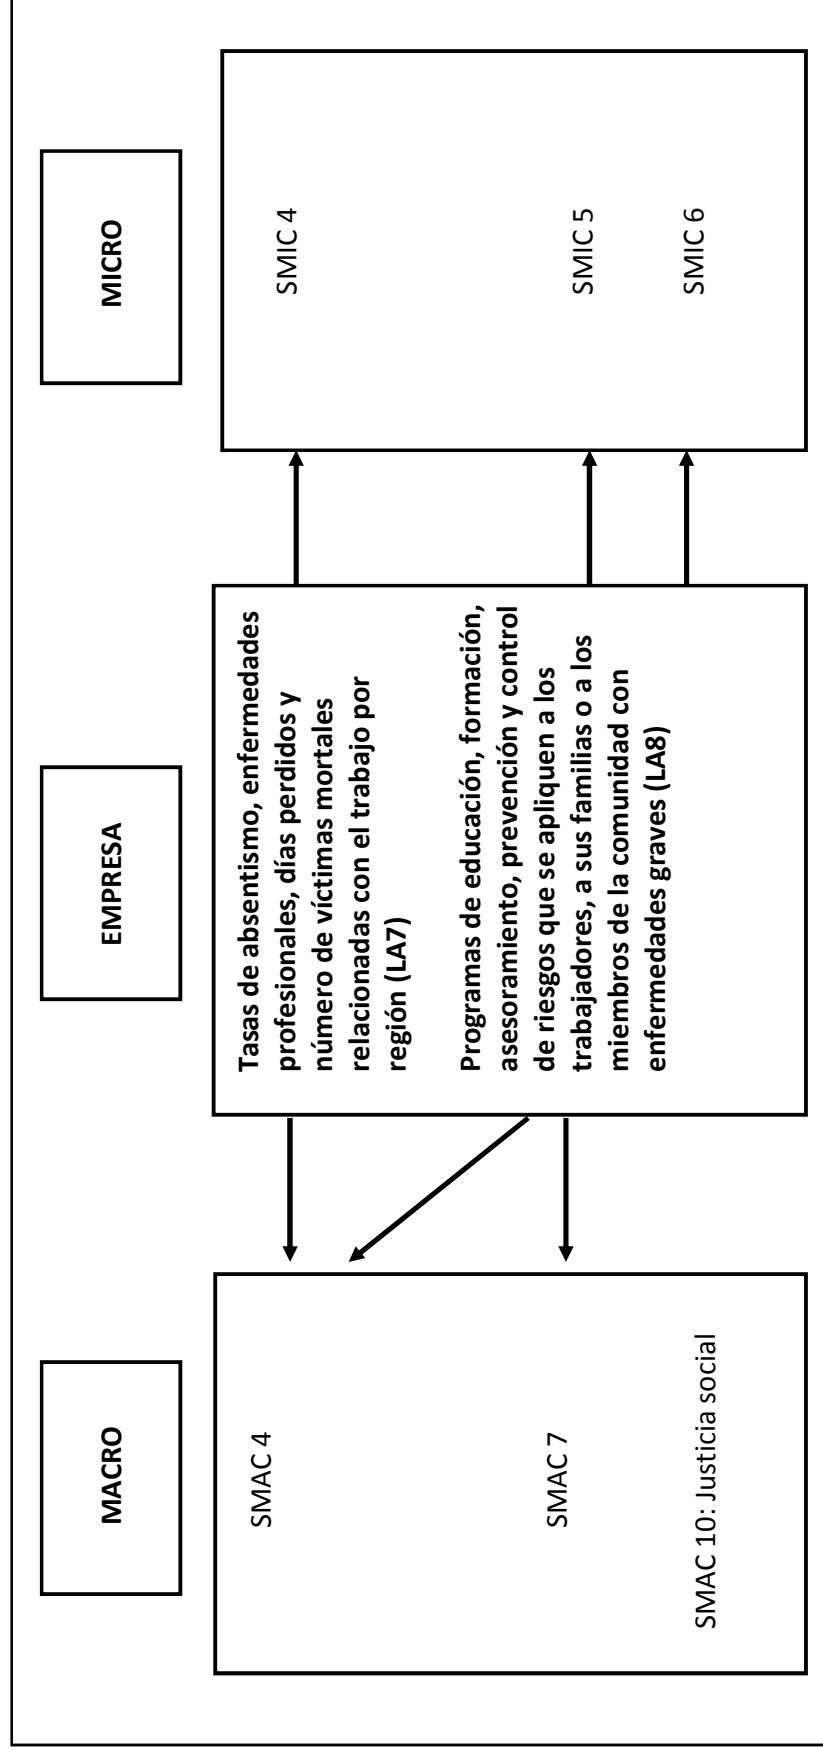 MACRO
EMPRESA
MICRO
SMAC 4
SMAC 7
SMAC 10: Justicia social
Tasas de absentismo, enfermedades
profesionales, días perdidos y
número de víctimas mortales
relacionadas con el trabajo por
región (LA7)
Programas de educación, formación,
asesoramiento, prevención y control
de riesgos que se apliquen a los
trabajadores, a sus familias o a los
miembros de la comunidad con
enfermedades graves (LA8)
SMIC 4
SMIC 5
SMIC 6